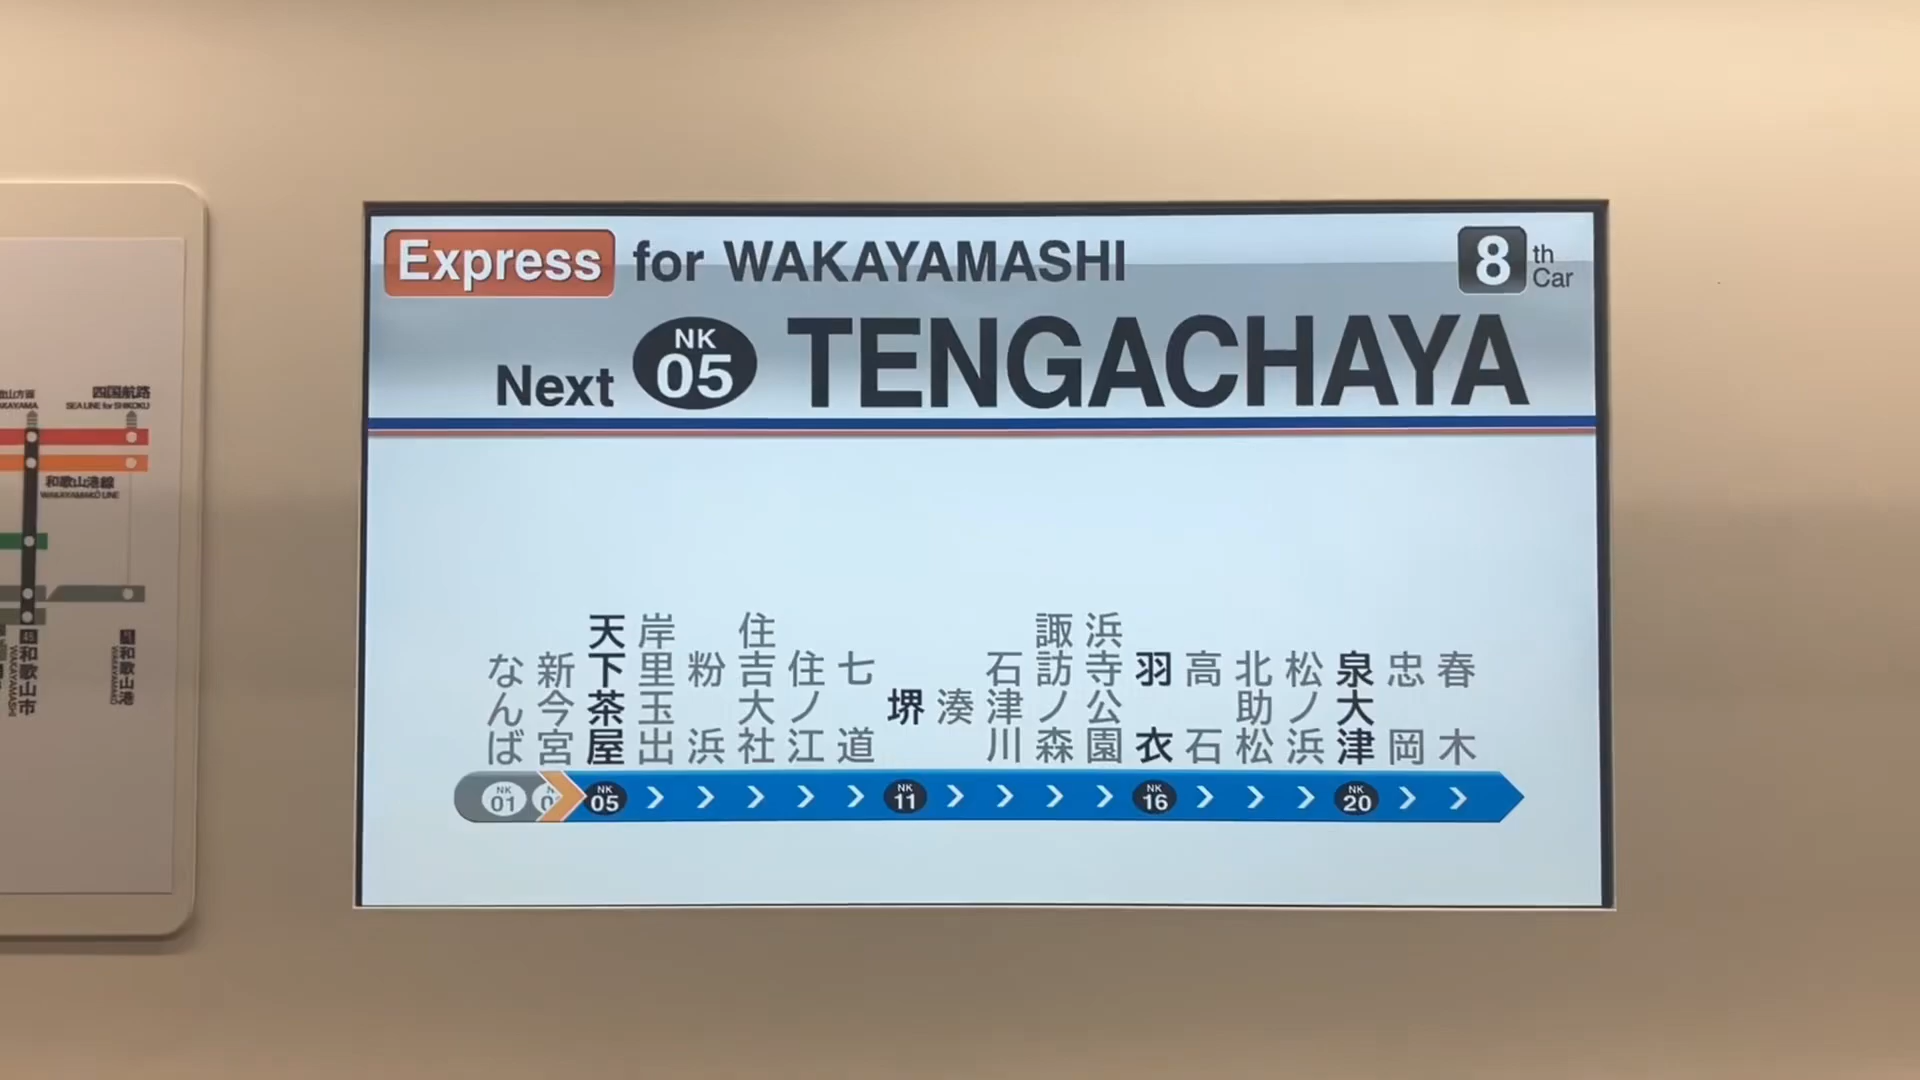 Express for WAKAYAMASHI
8 th Car
Next NK 05 TENGACHAYA
なんば
新今宮
天下茶屋
岸里玉出
粉浜
住吉大社
住ノ江
七道
堺
湊
石津川
諏訪ノ森
浜寺公園
羽衣
高石
北助松
松ノ浜
泉大津
忠岡
春木
NK 01
NK 05
NK 11
NK 16
NK 20
四国航路
SEA LINE for SHIKOKU
和歌山港線
WAKAYAMAKŌ LINE
45
和歌山市
WAKAYAMASHI
和歌山港
WAKAYAMAKŌ